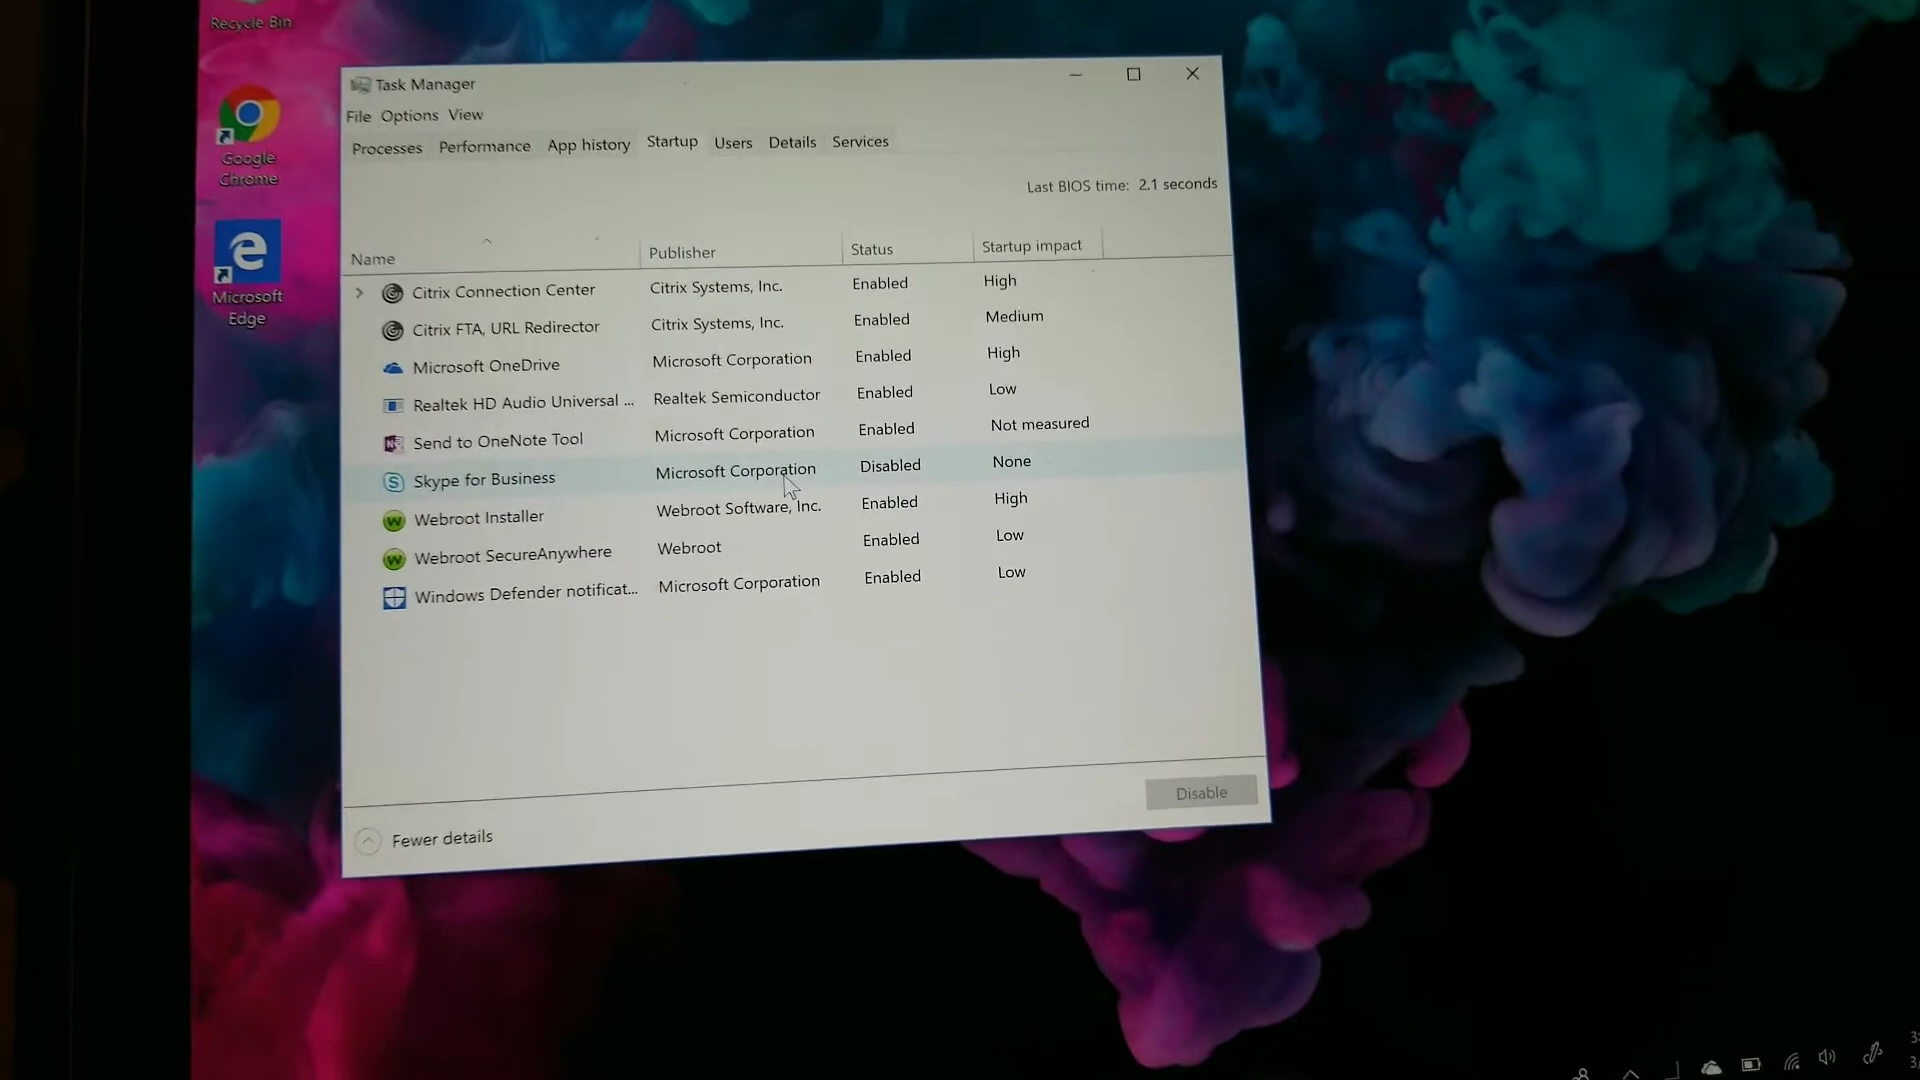 Recycle Bin
Google
Chrome
Microsoft
Edge
Task Manager
File Options View
Processes Performance App history Startup Users Details Services
Last BIOS time: 2.1 seconds
Name Publisher Status Startup impact
Citrix Connection Center Citrix Systems, Inc. Enabled High
Citrix FTA, URL Redirector Citrix Systems, Inc. Enabled Medium
Microsoft OneDrive Microsoft Corporation Enabled High
Realtek HD Audio Universal ... Realtek Semiconductor Enabled Low
Send to OneNote Tool Microsoft Corporation Enabled Not measured
Skype for Business Microsoft Corporation Disabled None
Webroot Installer Webroot Software, Inc. Enabled High
Webroot SecureAnywhere Webroot Enabled Low
Windows Defender notificat... Microsoft Corporation Enabled Low
Disable
Fewer details